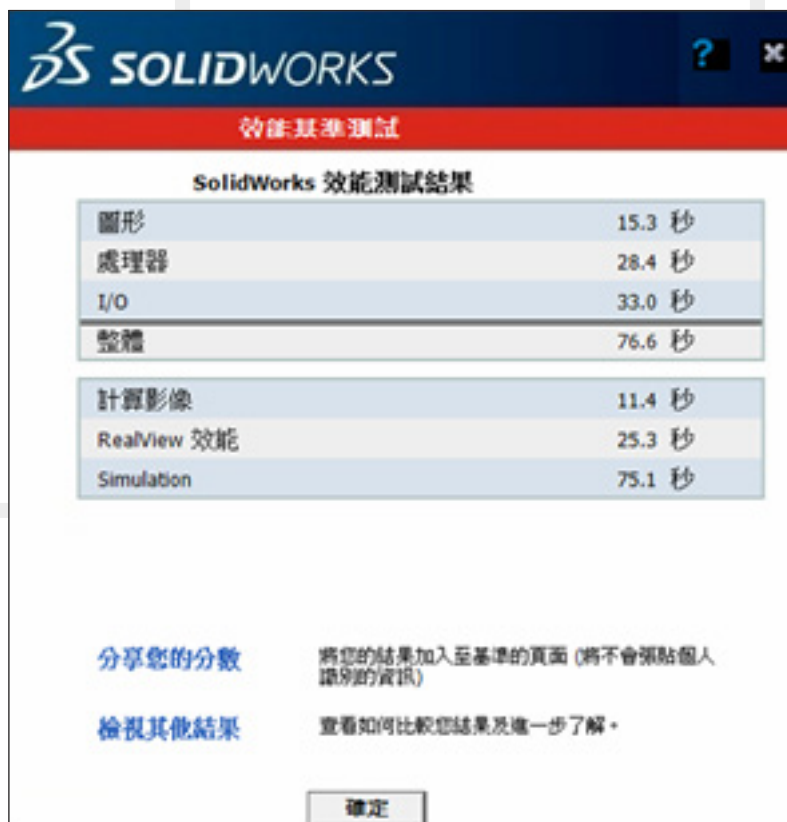 3S SOLIDWORKS
?
效能基準測試
SolidWorks 效能測試結果
圖形 15.3 秒
處理器 28.4 秒
I/O 33.0 秒
整體 76.6 秒
計算影像 11.4 秒
RealView 效能 25.3 秒
Simulation 75.1 秒
分享您的分數 將您的結果加入至基準的頁面 (將不會張貼個人
識別的資訊)
檢視其他結果 查看如何比較您結果及進一步了解。
確定